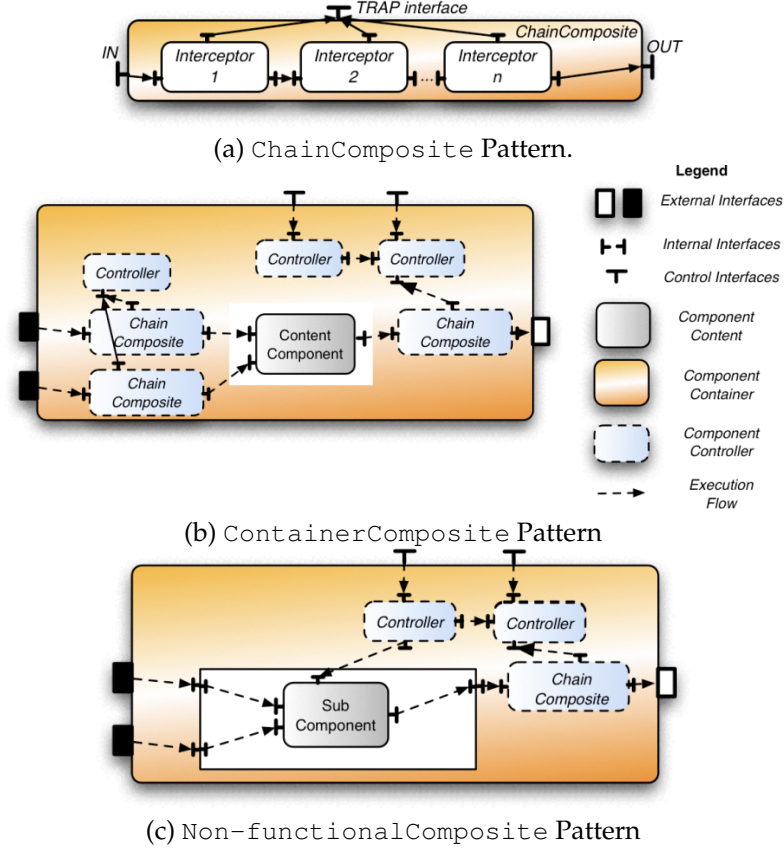 TRAP interface
ChainComposite
IN
OUT
Interceptor
1
Interceptor
2
...
Interceptor
n
(a) ChainComposite Pattern.
Legend
External Interfaces
Internal Interfaces
Control Interfaces
Component
Content
Component
Container
Component
Controller
Execution
Flow
Controller
Controller
Controller
Chain
Composite
Content
Component
Chain
Composite
Chain
Composite
(b) ContainerComposite Pattern
Controller
Controller
Sub
Component
Chain
Composite
(c) Non-functionalComposite Pattern